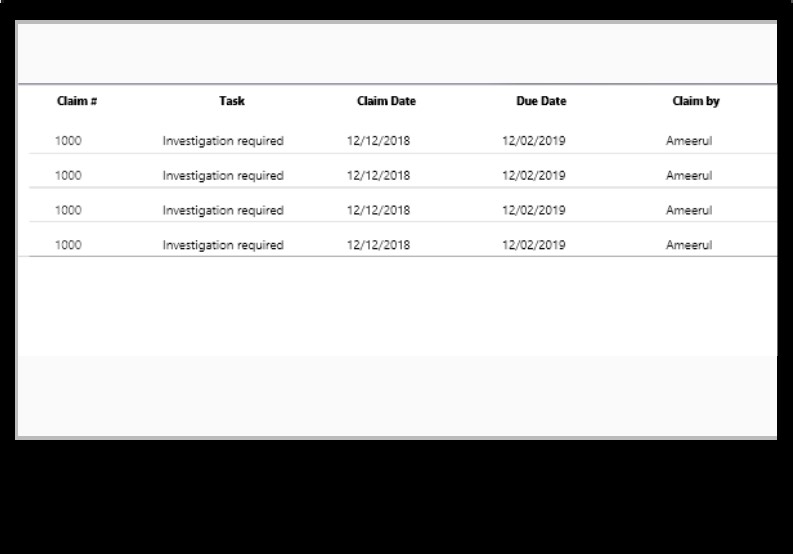 Claim # Task Claim Date Due Date Claim by
1000 Investigation required 12/12/2018 12/02/2019 Ameerul
1000 Investigation required 12/12/2018 12/02/2019 Ameerul
1000 Investigation required 12/12/2018 12/02/2019 Ameerul
1000 Investigation required 12/12/2018 12/02/2019 Ameerul